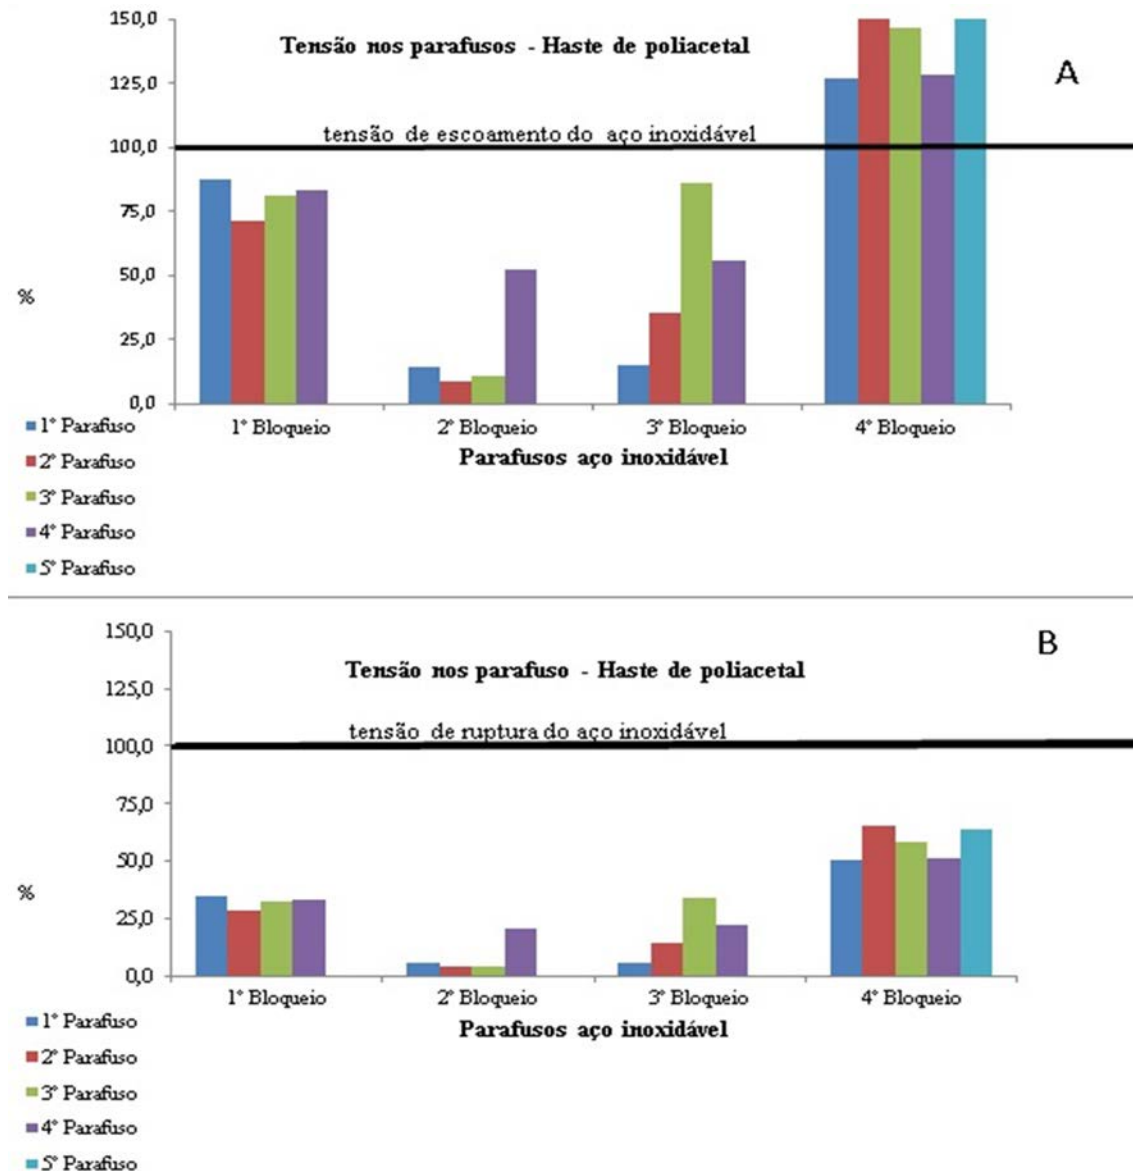 150,0
Tensão nos parafusos - Haste de poliacetal
A
125,0
tensão de escoamento do aço inoxidável
100,0
75,0
50,0
%
25,0
0,0
1° Bloqueio 2° Bloqueio 3° Bloqueio 4° Bloqueio
Parafusos aço inoxidável
1° Parafuso
2° Parafuso
3° Parafuso
4° Parafuso
5° Parafuso
150,0
B
Tensão nos parafuso - Haste de poliacetal
125,0
tensão de ruptura do aço inoxidável
100,0
75,0
50,0
%
25,0
0,0
1° Bloqueio 2° Bloqueio 3° Bloqueio 4° Bloqueio
Parafusos aço inoxidável
1° Parafuso
2° Parafuso
3° Parafuso
4° Parafuso
5° Parafuso